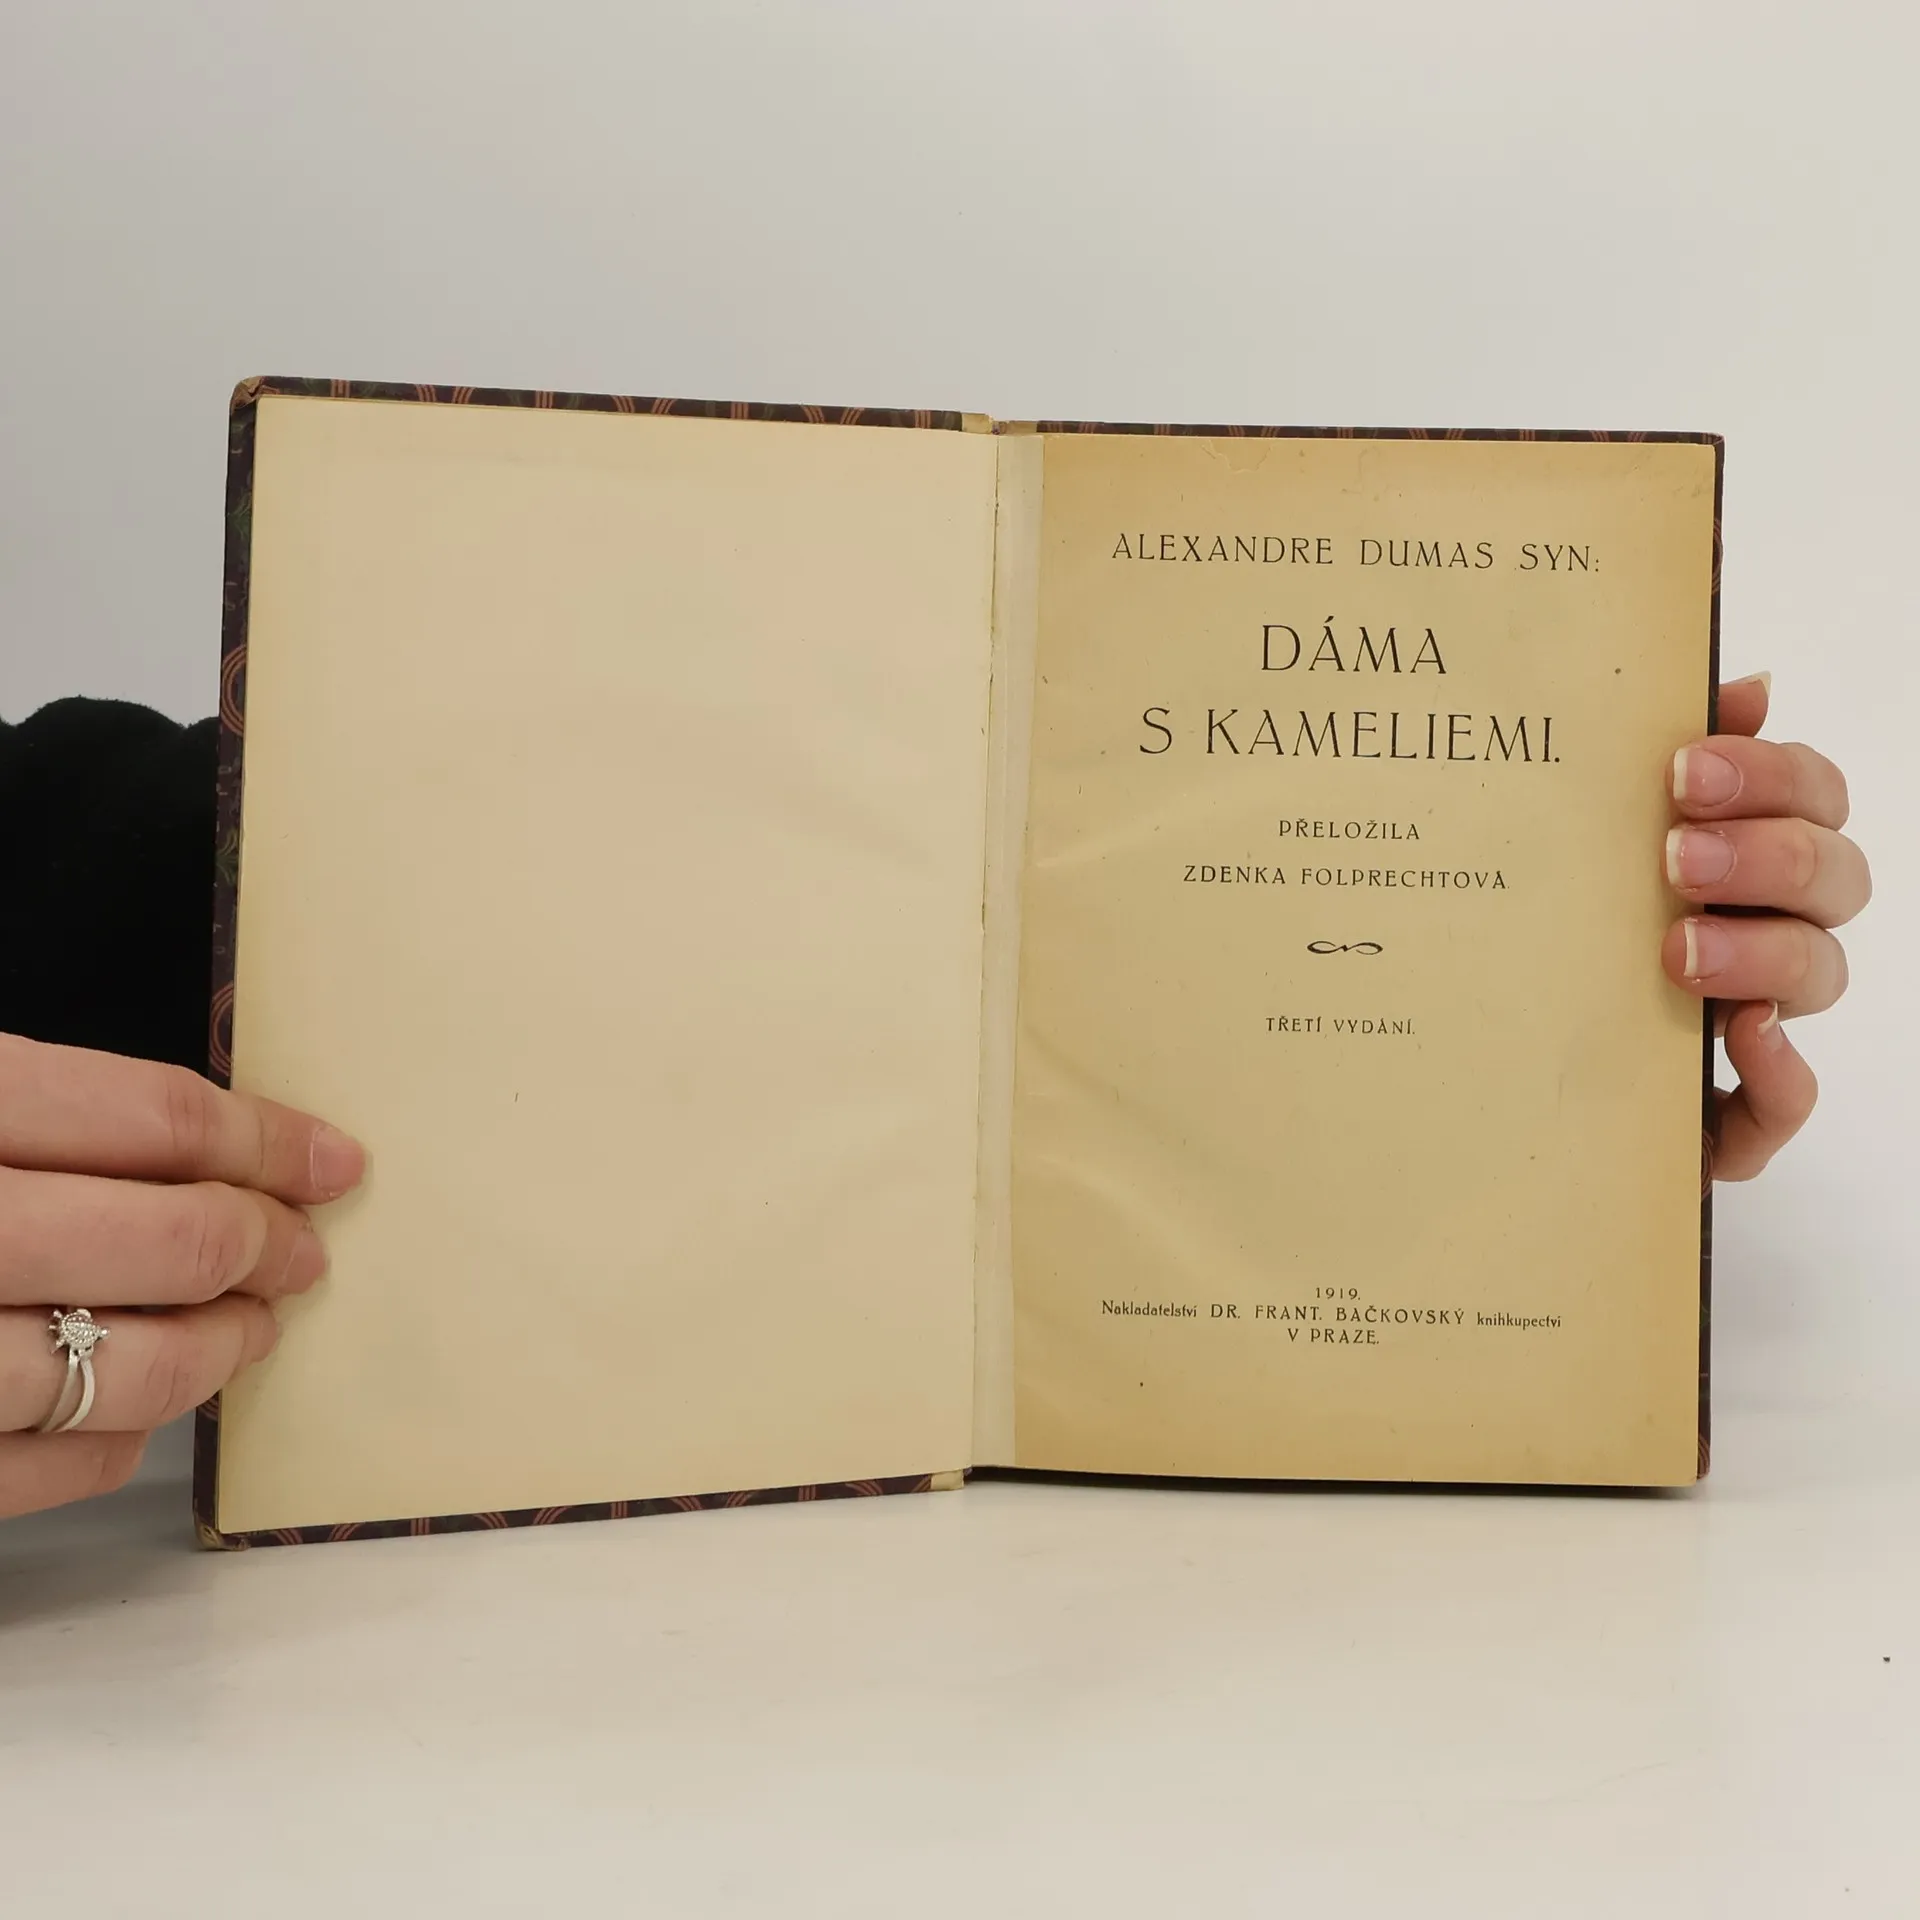 ALEXANDRE DUMAS SYN:
DÁMA
S KAMELIEMI.
PŘELOŽILA
ZDENKA FOLPRECHTOVÁ.
TŘETÍ VYDÁNÍ.
1919.
Nakladatelství DR. FRANT. BAČKOVSKÝ knihkupectví
V PRAZE.